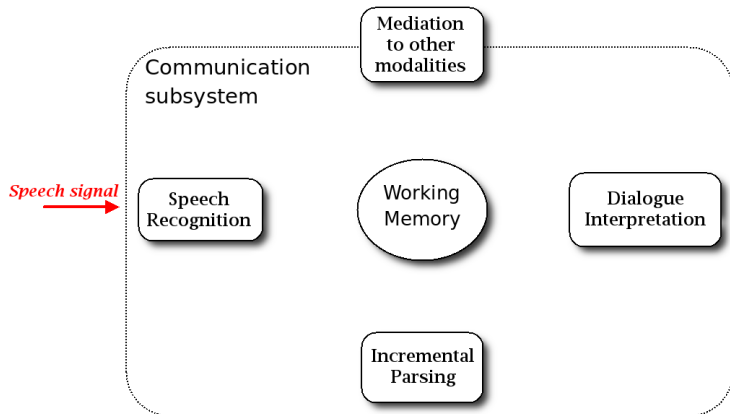 Mediation
to other
modalities
Communication
subsystem
Speech signal
Speech
Recognition
Working
Memory
Dialogue
Interpretation
Incremental
Parsing